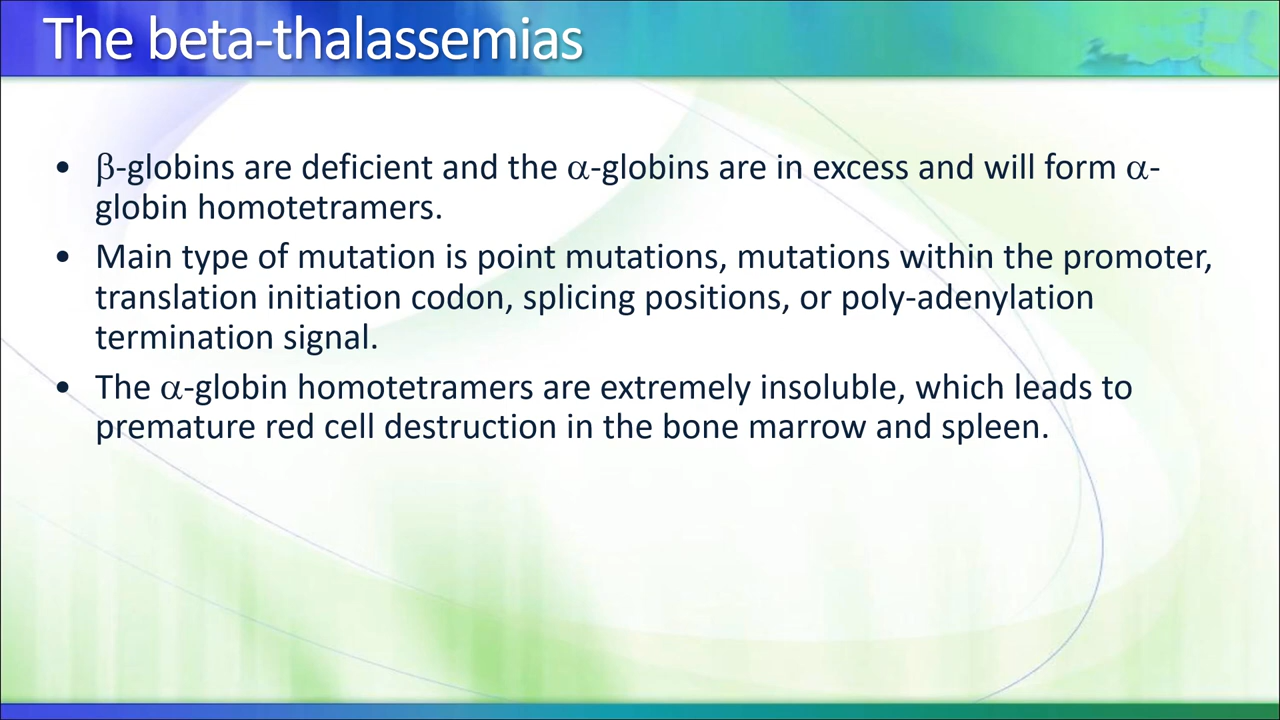 The beta-thalassemias
• β-globins are deficient and the α-globins are in excess and will form α-
globin homotetramers.
• Main type of mutation is point mutations, mutations within the promoter,
translation initiation codon, splicing positions, or poly-adenylation
termination signal.
• The α-globin homotetramers are extremely insoluble, which leads to
premature red cell destruction in the bone marrow and spleen.